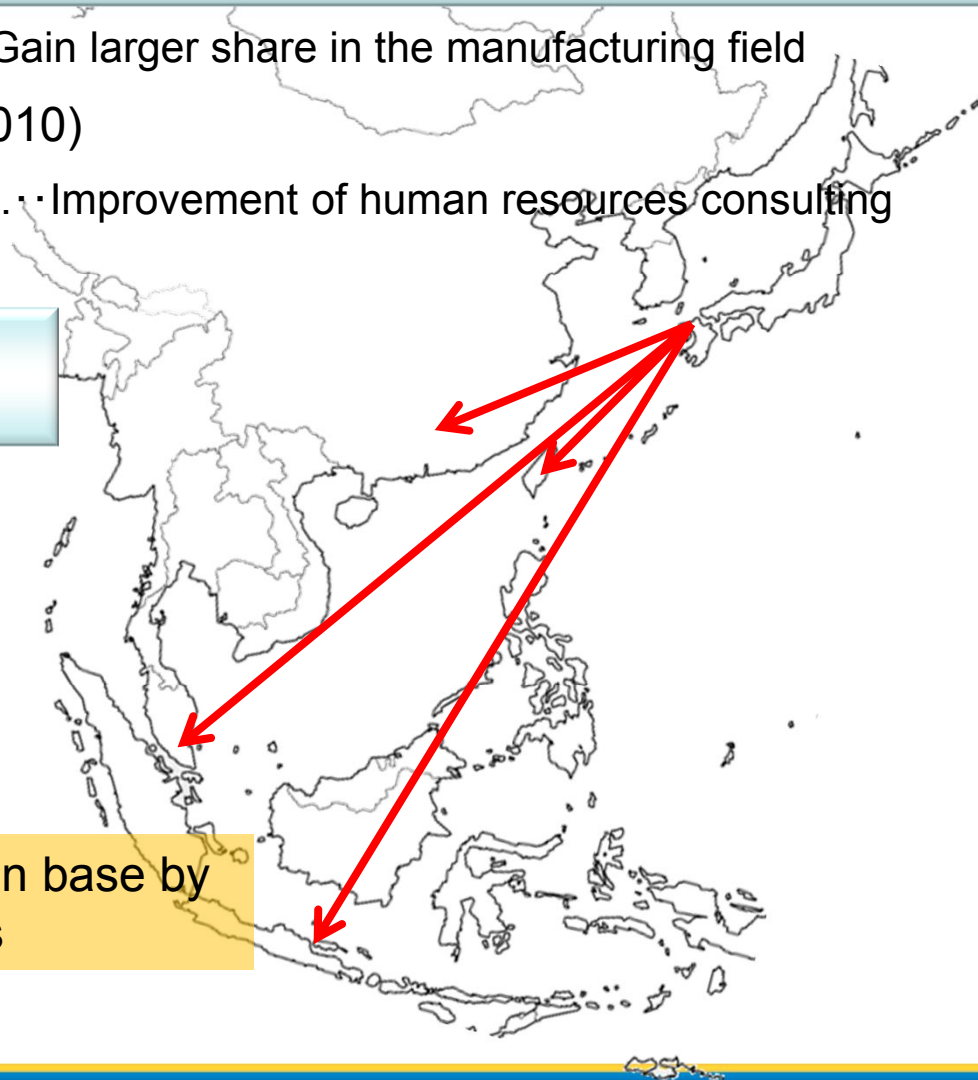 Gain larger share in the manufacturing field
010)
.‥Improvement of human resources consulting
n base by
s